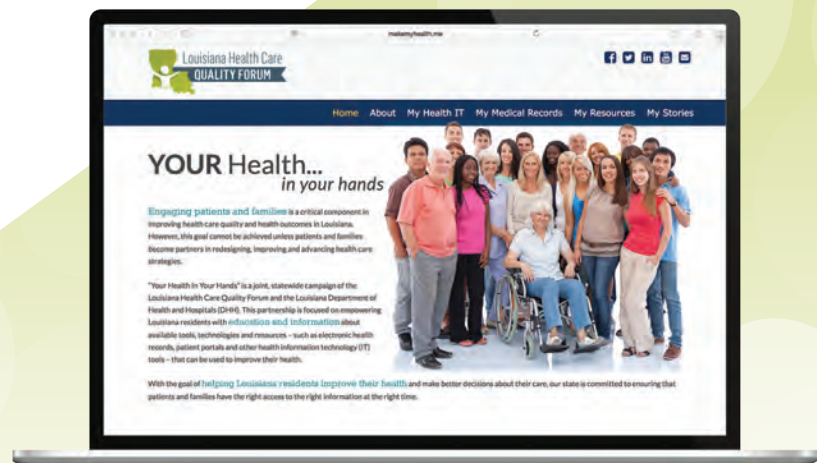 makemyhealth.me
Louisiana Health Care
QUALITY FORUM
Home About My Health IT My Medical Records My Resources My Stories
YOUR Health...
in your hands
Engaging patients and families is a critical component in
improving health care quality and health outcomes in Louisiana.
However, this goal cannot be achieved unless patients and families
become partners in redesigning, improving and advancing health care
strategies.
"Your Health In Your Hands" is a joint, statewide campaign of the
Louisiana Health Care Quality Forum and the Louisiana Department of
Health and Hospitals (DHH). This partnership is focused on empowering
Louisiana residents with education and information about
available tools, technologies and resources – such as electronic health
records, patient portals and other health information technology (IT)
tools – that can be used to improve their health.
With the goal of helping Louisiana residents improve their health and make better decisions about their care, our state is committed to ensuring that
patients and families have the right access to the right information at the right time.